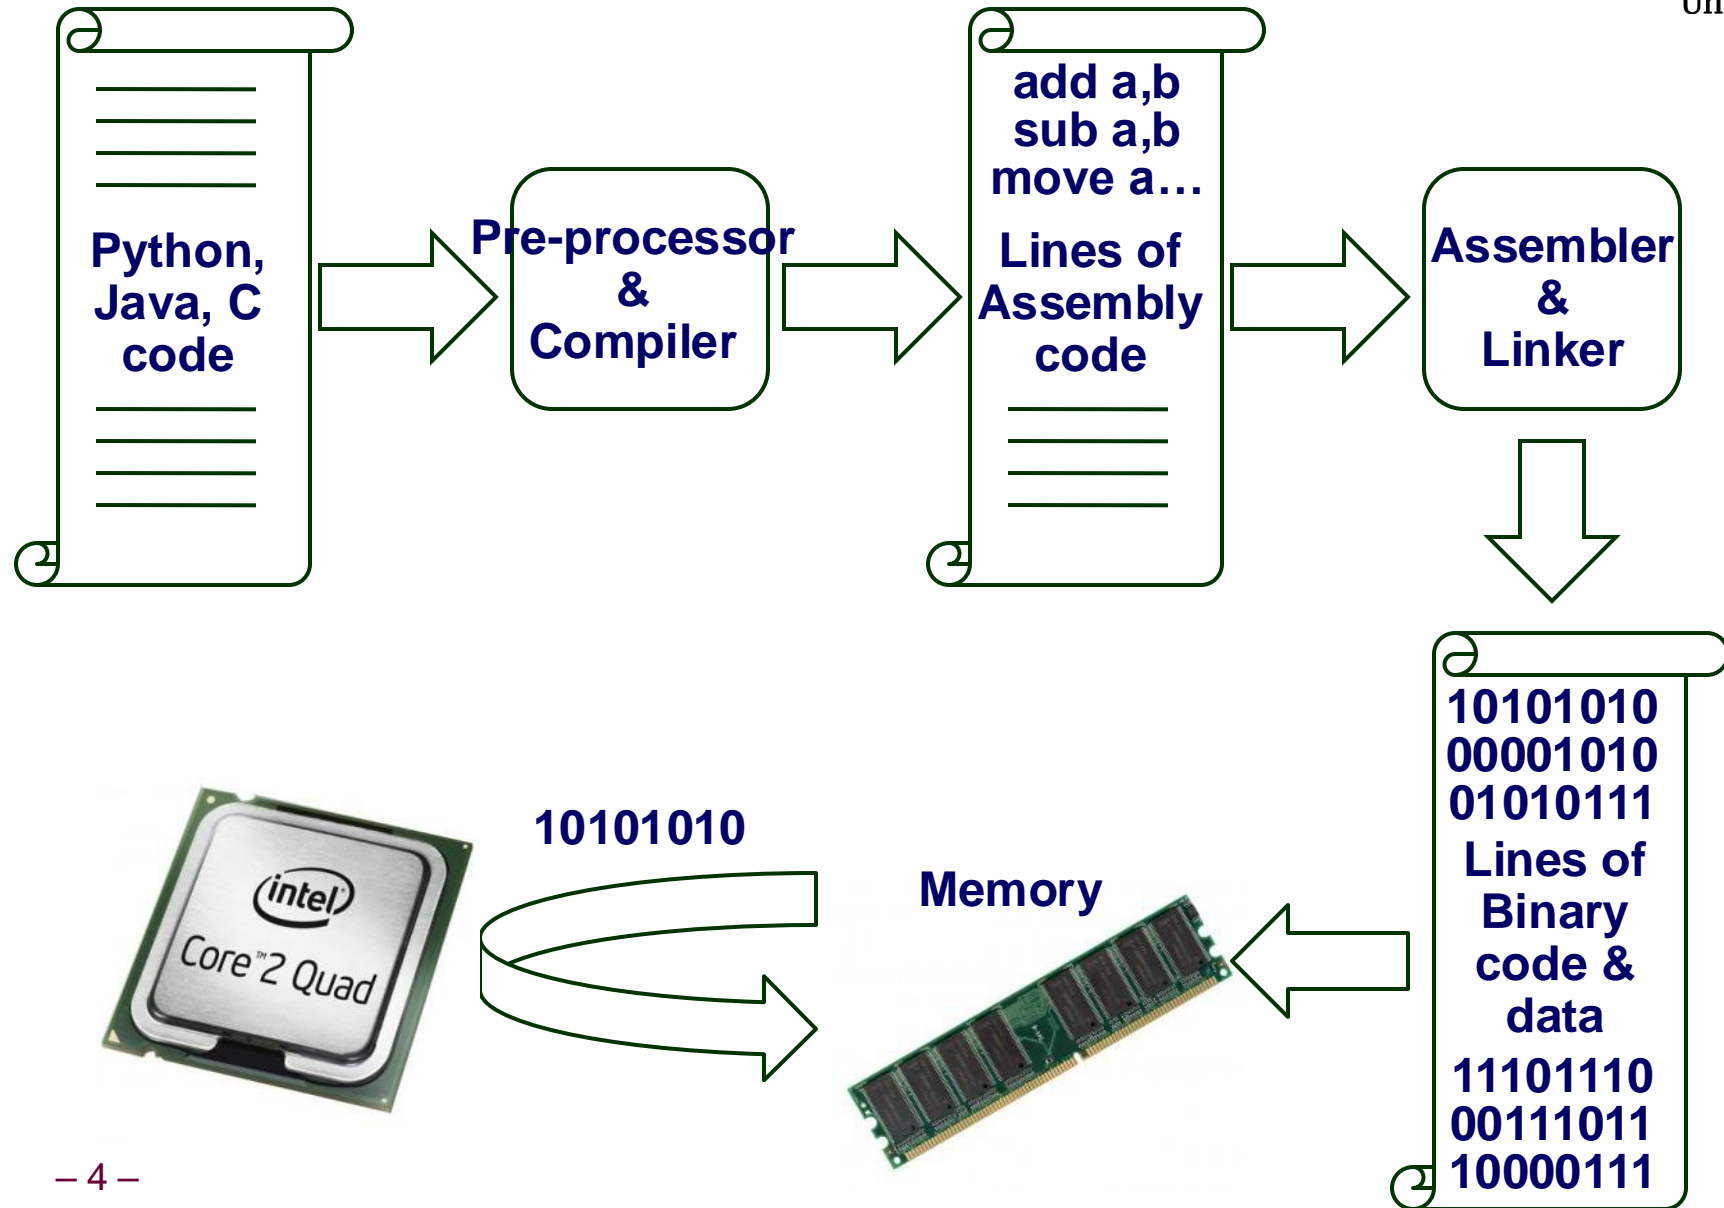 Python,
Java, C
code
Pre-processor
&
Compiler
add a,b
sub a,b
move a…
Lines of
Assembly
code
Assembler
&
Linker
10101010
00001010
01010111
Lines of
Binary
code &
data
11101110
00111011
10000111
Memory
10101010
intel
Core™2 Quad
– 4 –